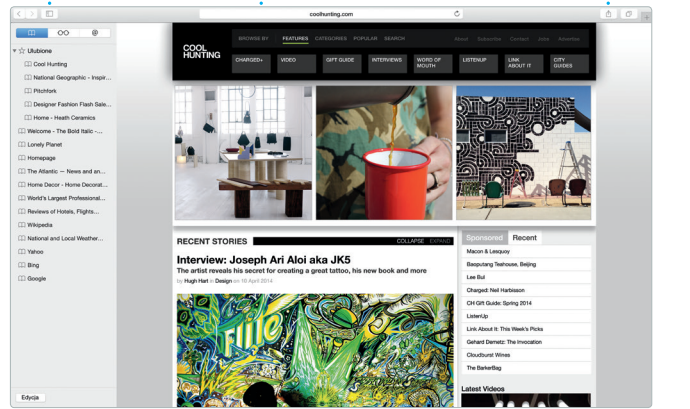 coolhunting.com
Ulubione
Cool Hunting
National Geographic - Inspir...
Pitchfork
Designer Fashion Flash Sale...
Home - Heath Ceramics
Welcome - The Bold Italic -...
Lonely Planet
Homepage
The Atlantic — News and an...
Home Decor - Home Decorat...
World's Largest Professional...
Reviews of Hotels, Flights...
Wikipedia
National and Local Weather...
Yahoo
Bing
Google
Edycja
COOL
HUNTING
BROWSE BY FEATURES CATEGORIES POPULAR SEARCH
About Subscribe Contact Jobs Advertise
CHARGED+ VIDEO GIFT GUIDE INTERVIEWS WORD OF MOUTH LISTENUP LINK ABOUT IT CITY GUIDES
RECENT STORIES COLLAPSE EXPAND
Interview: Joseph Ari Aloi aka JK5
The artist reveals his secret for creating a great tattoo, his new book and more
by Hugh Hart in Design on 10 April 2014
Sponsored Recent
Macon & Lesquoy
Baoputang Teahouse, Beijing
Lee Bul
Charged: Neil Harbisson
CH Gift Guide: Spring 2014
ListenUp
Link About It: This Week's Picks
Gehard Demetz: The Invocation
Cloudburst Wines
The BarkerBag
Latest Videos